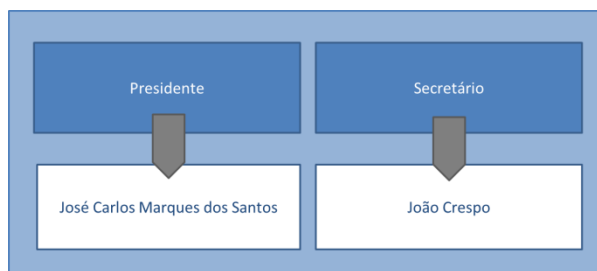 Presidente
Secretário
José Carlos Marques dos Santos
João Crespo